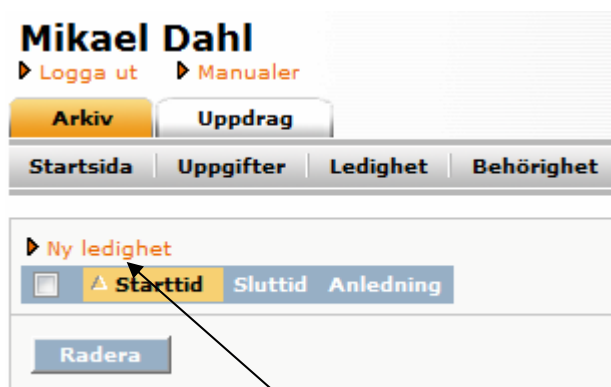 Mikael Dahl
Logga ut Manualer
Arkiv Uppdrag
Startsida Uppgifter Ledighet Behörighet
Ny ledighet
Starttid Sluttid Anledning
Radera